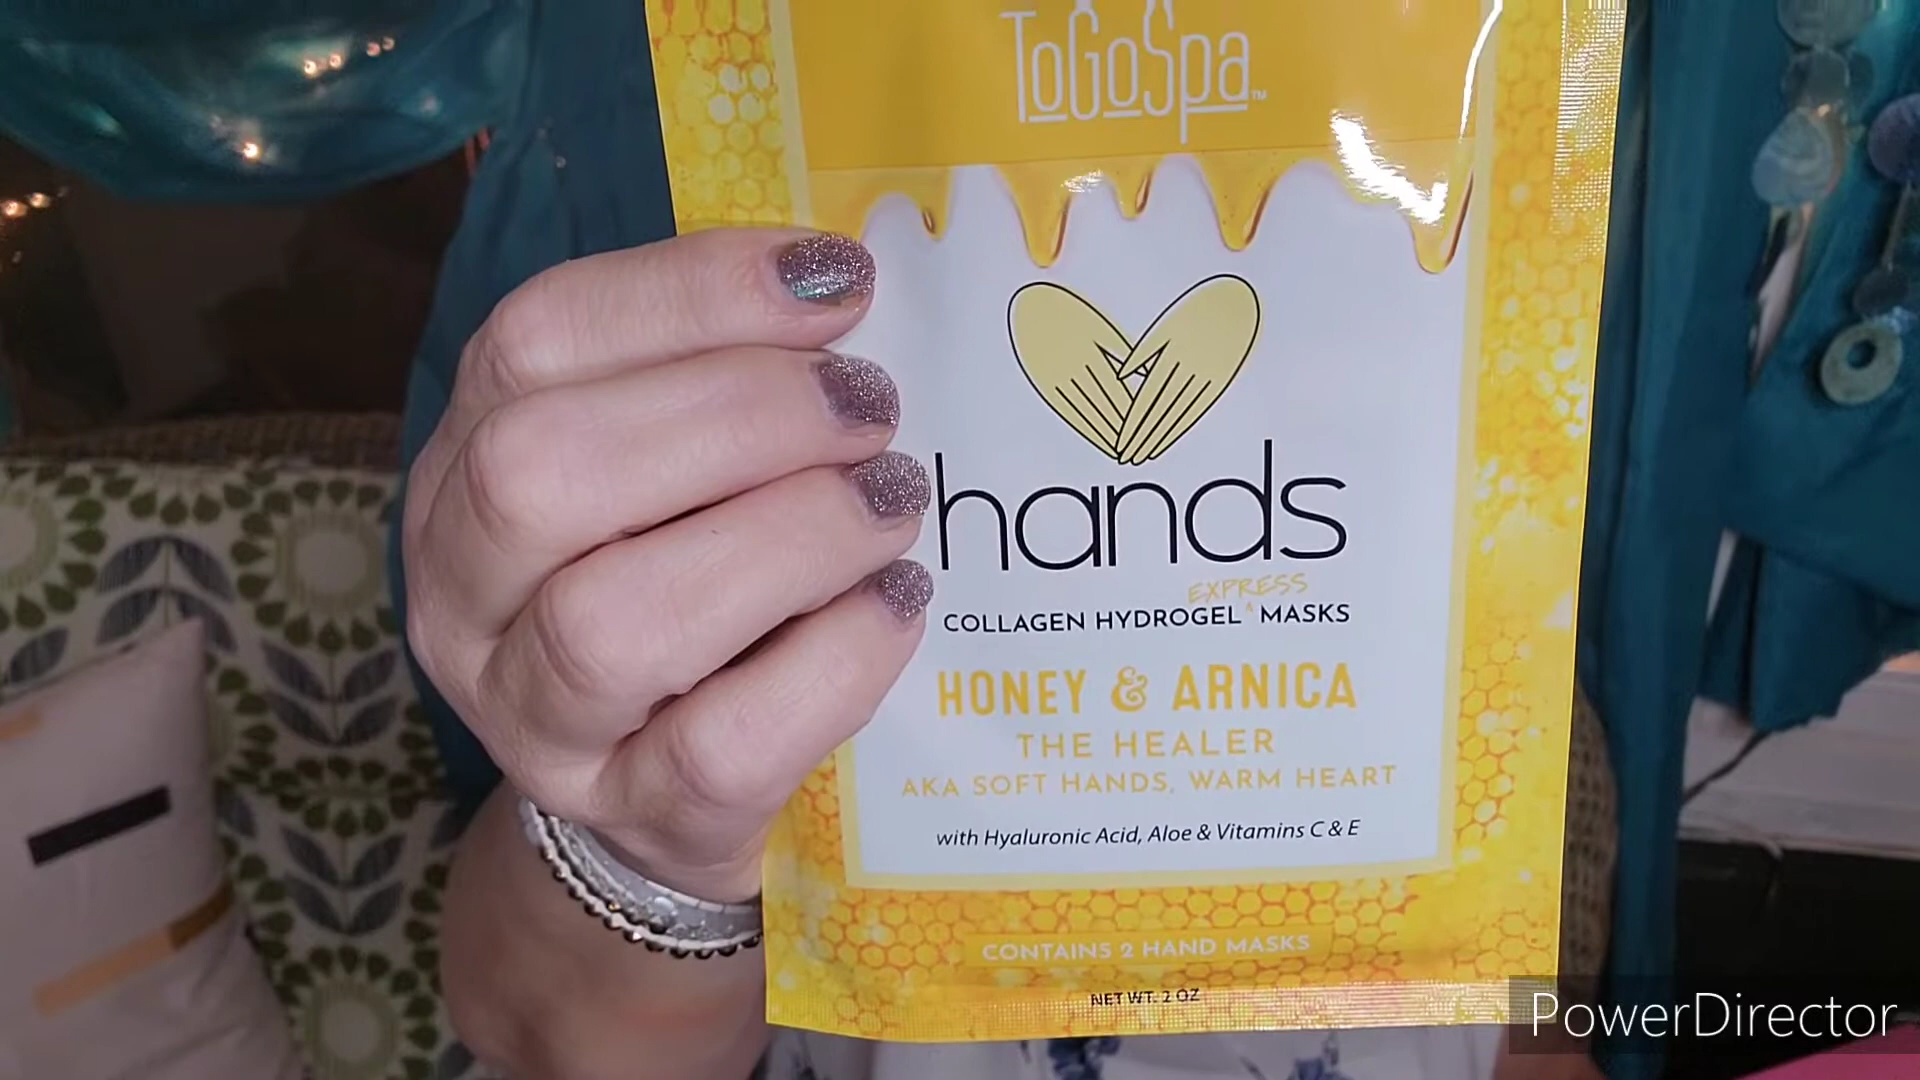 ToGoSpa™
hands
EXPRESS
COLLAGEN HYDROGEL ^ MASKS
HONEY & ARNICA
THE HEALER
AKA SOFT HANDS, WARM HEART
with Hyaluronic Acid, Aloe & Vitamins C & E
CONTAINS 2 HAND MASKS
NET WT. 2 OZ
PowerDirector